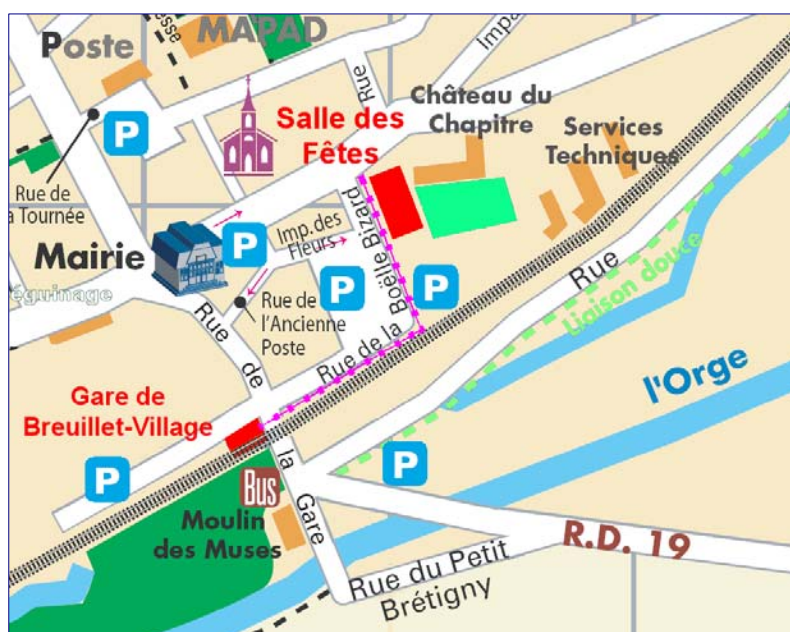 Poste
MAPAD
Rue
Impa
P
Château du
Chapitre
Salle des
Fêtes
Services
Techniques
Rue de
a Tournée
P
Imp. des
Fleurs
Mairie
éguinage
Rue de
l'Ancienne
Poste
P
P
Rue de la Boëlle Bizard
Rue
Liaison douce
l'Orge
Rue de la Gare
Gare de
Breuillet-Village
P
P
Bus
Moulin
des Muses
R.D. 19
Rue du Petit
Brétigny